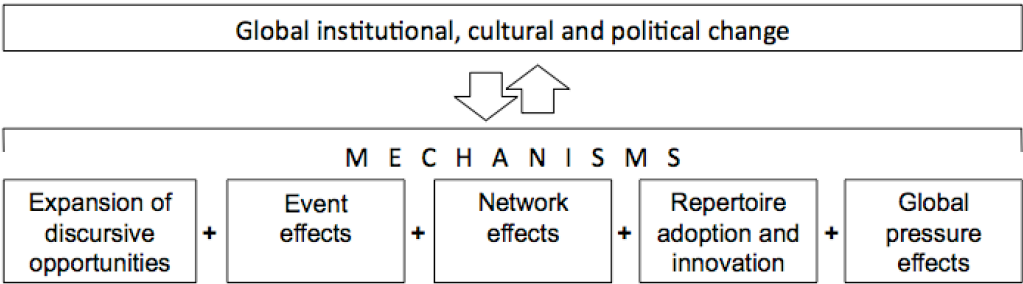 Global institutional, cultural and political change
M E C H A N I S M S
Expansion of
discursive
opportunities
+
Event
effects
+
Network
effects
+
Repertoire
adoption and
innovation
+
Global
pressure
effects